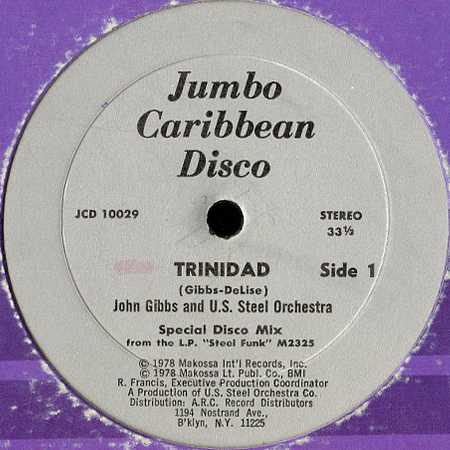 Jumbo
Caribbean
Disco
JCD 10029
STEREO
33⅓
TRINIDAD
Side 1
(Gibbs-DeLise)
John Gibbs and U.S. Steel Orchestra
Special Disco Mix
from the L.P. "Steel Funk" M2325
© 1978 Makossa Int'l Records, Inc.
© 1978 Makossa Lt. Publ. Co., BMI
R. Francis, Executive Production Coordinator
A Production of U.S. Steel Orchestra Co.
Distribution: A.R.C. Record Distributors
1194 Nostrand Ave.,
B'klyn, N.Y. 11225